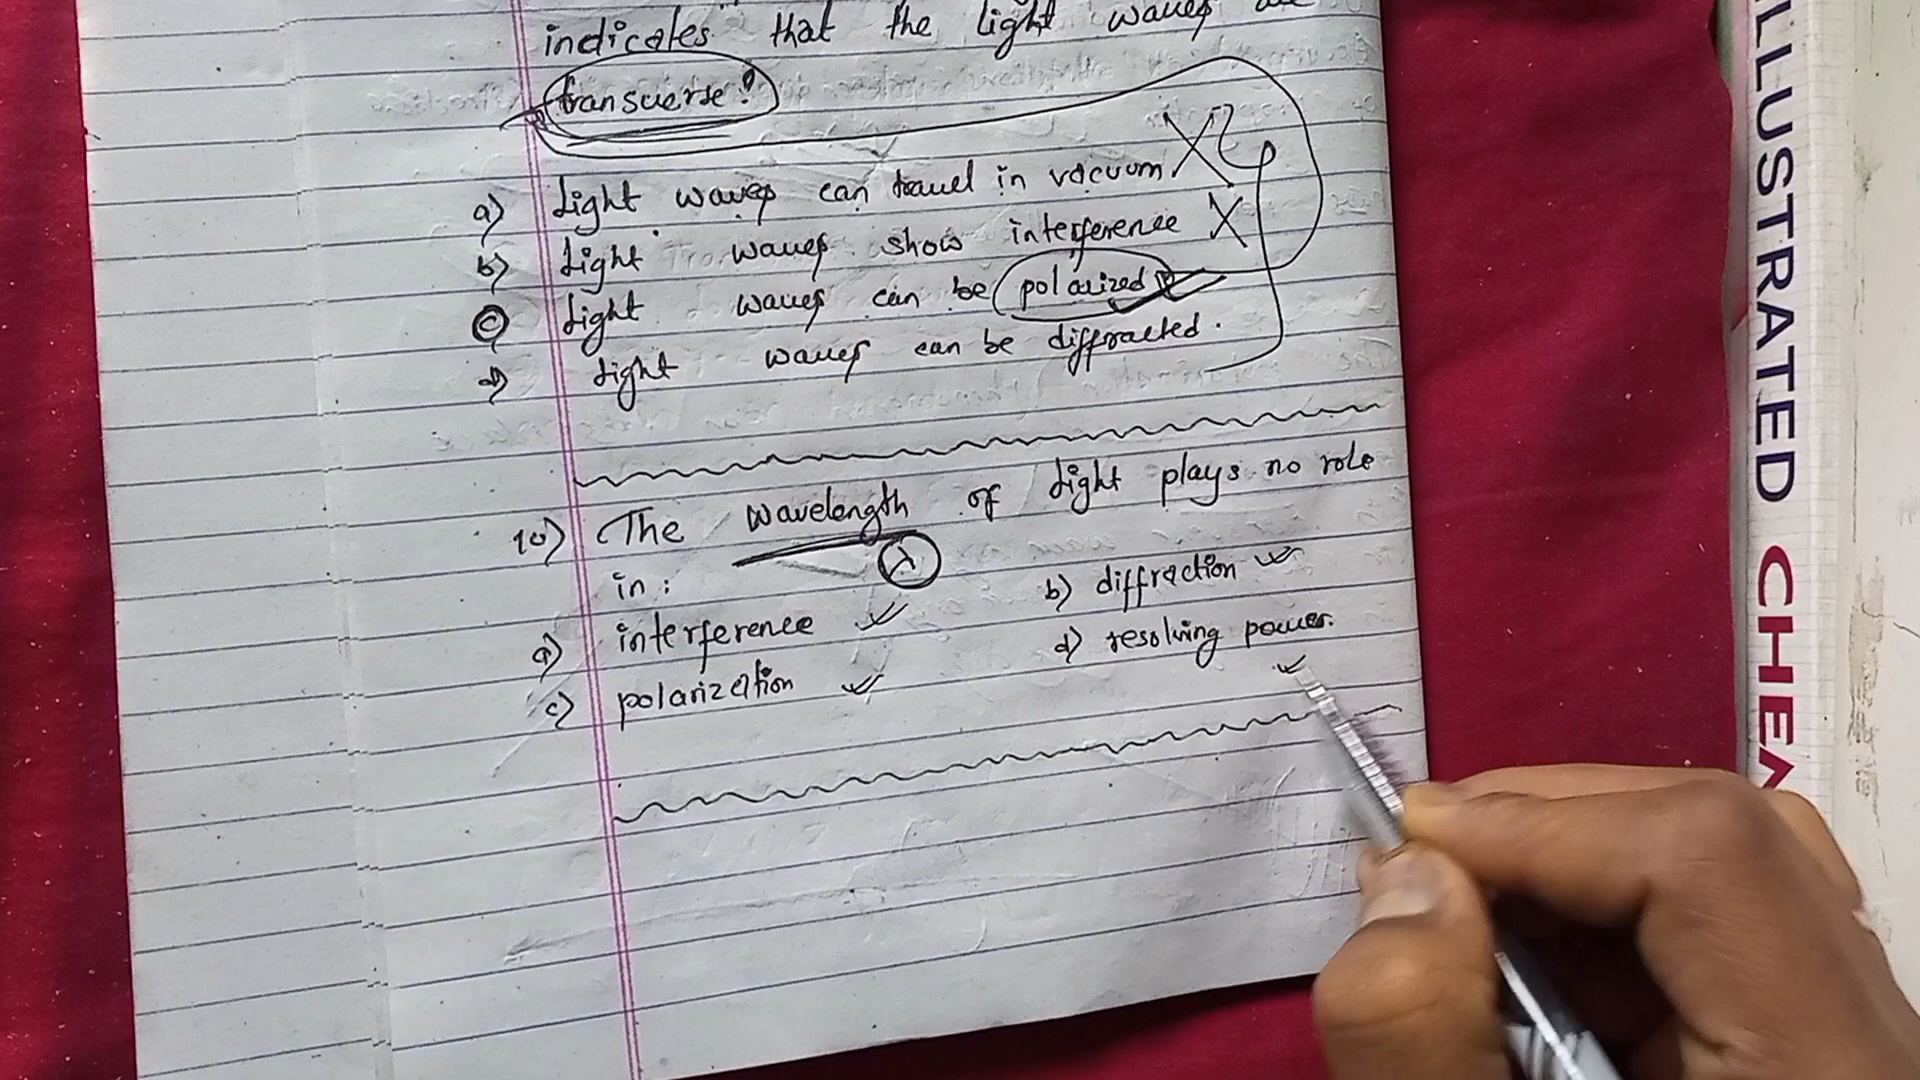 indicates that the light waves are
transverse?
a) Light waves can travel in vacuum
b) Light waves show interference
c) Light waves can be polarized
d) Light waves can be diffracted.
10) The wavelength of Light plays no role
λ
in:
a) interference b) diffraction
c) polarization d) resolving power.
ILLUSTRATED CHEM